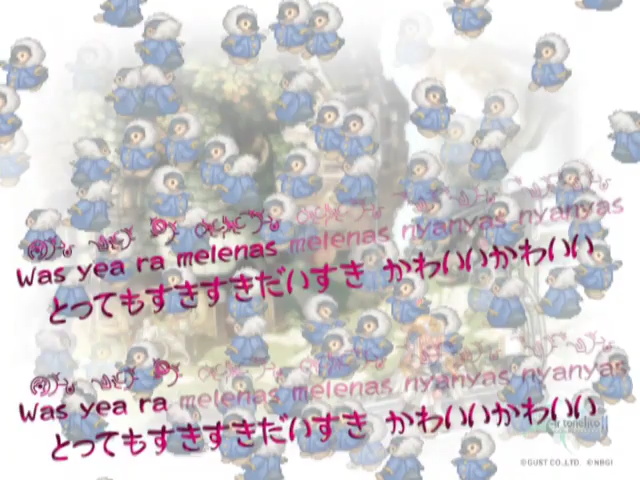 Was yea ra melenas melenas nyanyas nyanyas
とってもすきすきだいすき かわいいかわいい
Was yea ra melenas melenas nyanyas nyanyas
とってもすきすきだいすき かわいいかわいい
Ar tonelico II
©GUST CO.,LTD. ©NBGI